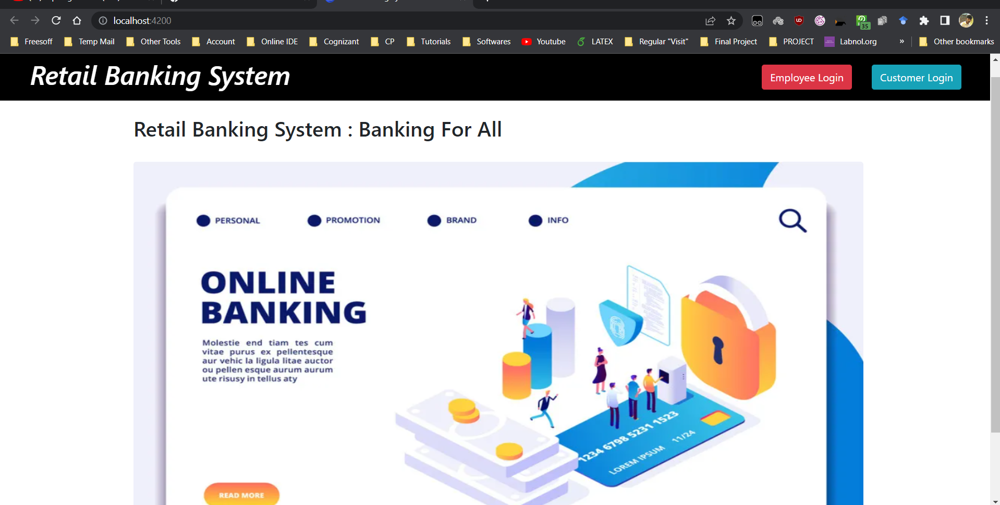 localhost:4200
35
Freesoff Temp Mail Other Tools Account Online IDE Cognizant CP Tutorials Softwares Youtube LATEX Regular "Visit" Final Project PROJECT Labnol.org » Other bookmarks
Retail Banking System
Employee Login Customer Login
Retail Banking System : Banking For All
PERSONAL PROMOTION BRAND INFO
ONLINE
BANKING
Molestie end tiam tes cum
vitae purus ex pellentesque
aur vehic la ligula litae auctor
ou pellen esque aurum aurum
ute risusy in tellus aty
1234 6798 5231 1523
11/24
LOREM IPSUM
READ MORE